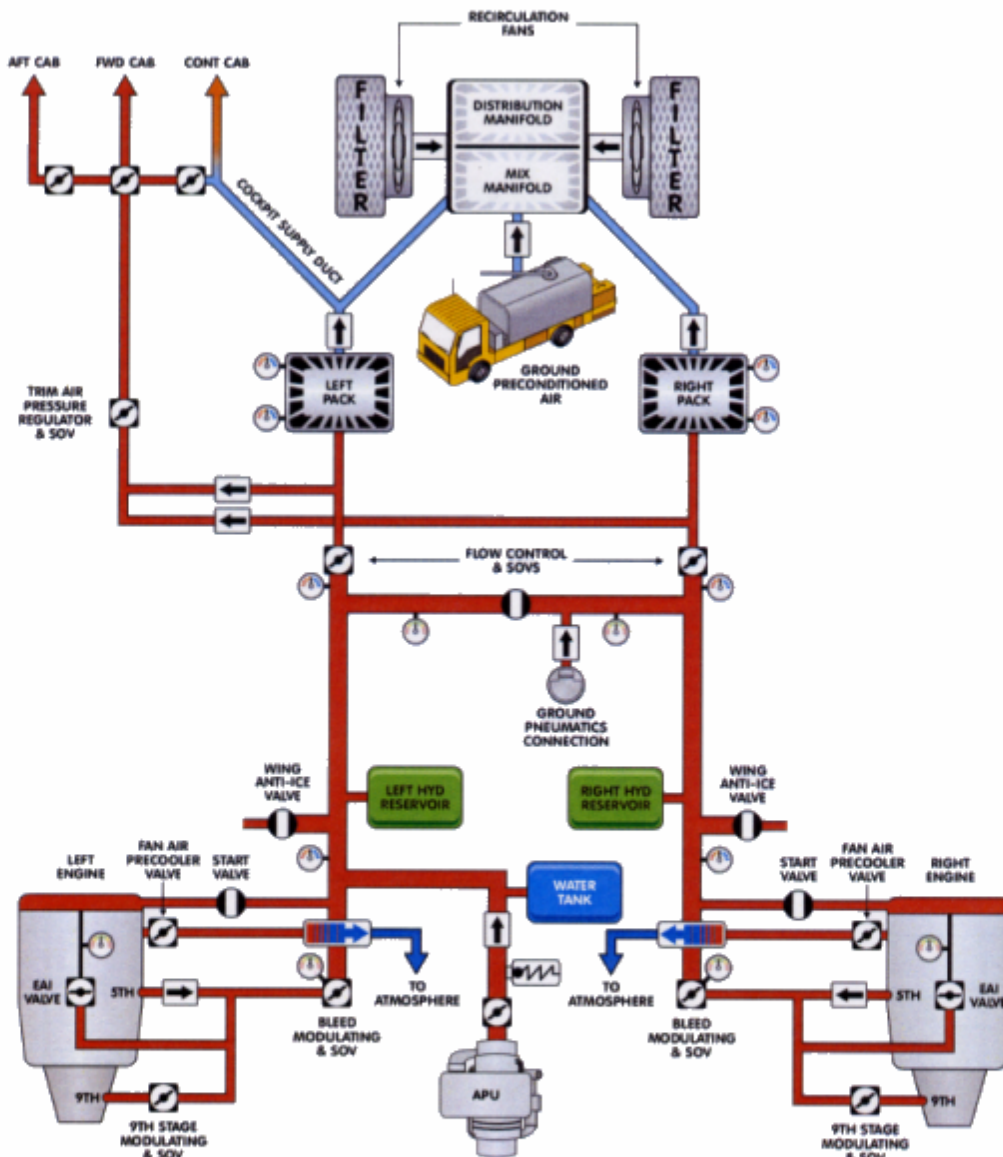 RECIRCULATION
FANS
AFT CAB
FWD CAB
CONT CAB
FILTER
DISTRIBUTION
MANIFOLD
MIX
MANIFOLD
FILTER
COCKPIT SUPPLY DUCT
LEFT
PACK
GROUND
PRECONDITIONED
AIR
RIGHT
PACK
TRIM AIR
PRESSURE
REGULATOR
& SOV
FLOW CONTROL
& SOVS
GROUND
PNEUMATICS
CONNECTION
WING
ANTI-ICE
VALVE
LEFT HYD
RESERVOIR
RIGHT HYD
RESERVOIR
WING
ANTI-ICE
VALVE
LEFT
ENGINE
FAN AIR
PRECOOLER
VALVE
START
VALVE
WATER
TANK
START
VALVE
FAN AIR
PRECOOLER
VALVE
RIGHT
ENGINE
EAI
VALVE
5TH
TO
ATMOSPHERE
TO
ATMOSPHERE
5TH
EAI
VALVE
BLEED
MODULATING
& SOV
BLEED
MODULATING
& SOV
9TH
APU
9TH
9TH STAGE
MODULATING
& SOV
9TH STAGE
MODULATING
& SOV